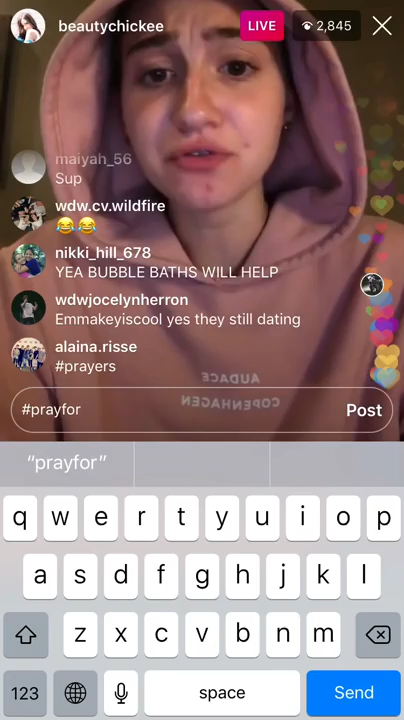 beautychickee
LIVE
2,845
maiyah_56
Sup
wdw.cv.wildfire
😂😂
nikki_hill_678
YEA BUBBLE BATHS WILL HELP
wdwjocelynherron
Emmakeyiscool yes they still dating
alaina.risse
#prayers
AUDACE
COPENHAGEN
#prayfor
Post
“prayfor”
q w e r t y u i o p
a s d f g h j k l
z x c v b n m
123
space
Send